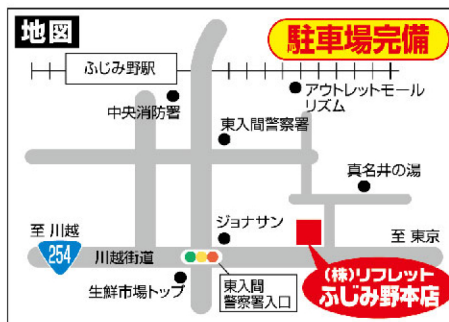 地図
駐車場完備
ふじみ野駅
アウトレットモール
リズム
中央消防署
東入間警察署
真名井の湯
至 川越
ジョナサン
至 東京
254
川越街道
生鮮市場トップ
東入間
警察署入口
(株)リフレット
ふじみ野本店